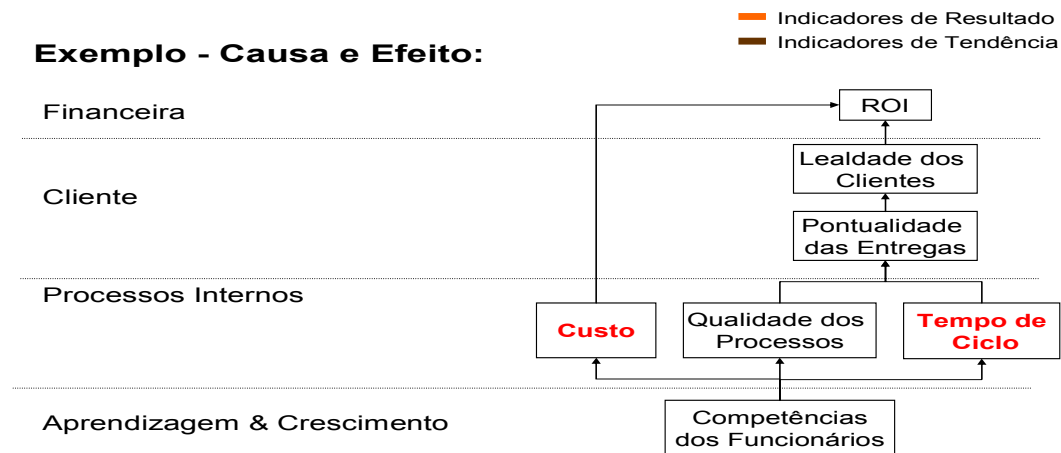 Indicadores de Resultado
Indicadores de Tendência
Exemplo - Causa e Efeito:
Financeira
ROI
Lealdade dos
Clientes
Cliente
Pontualidade
das Entregas
Processos Internos
Custo
Qualidade dos
Processos
Tempo de
Ciclo
Aprendizagem & Crescimento
Competências
dos Funcionários